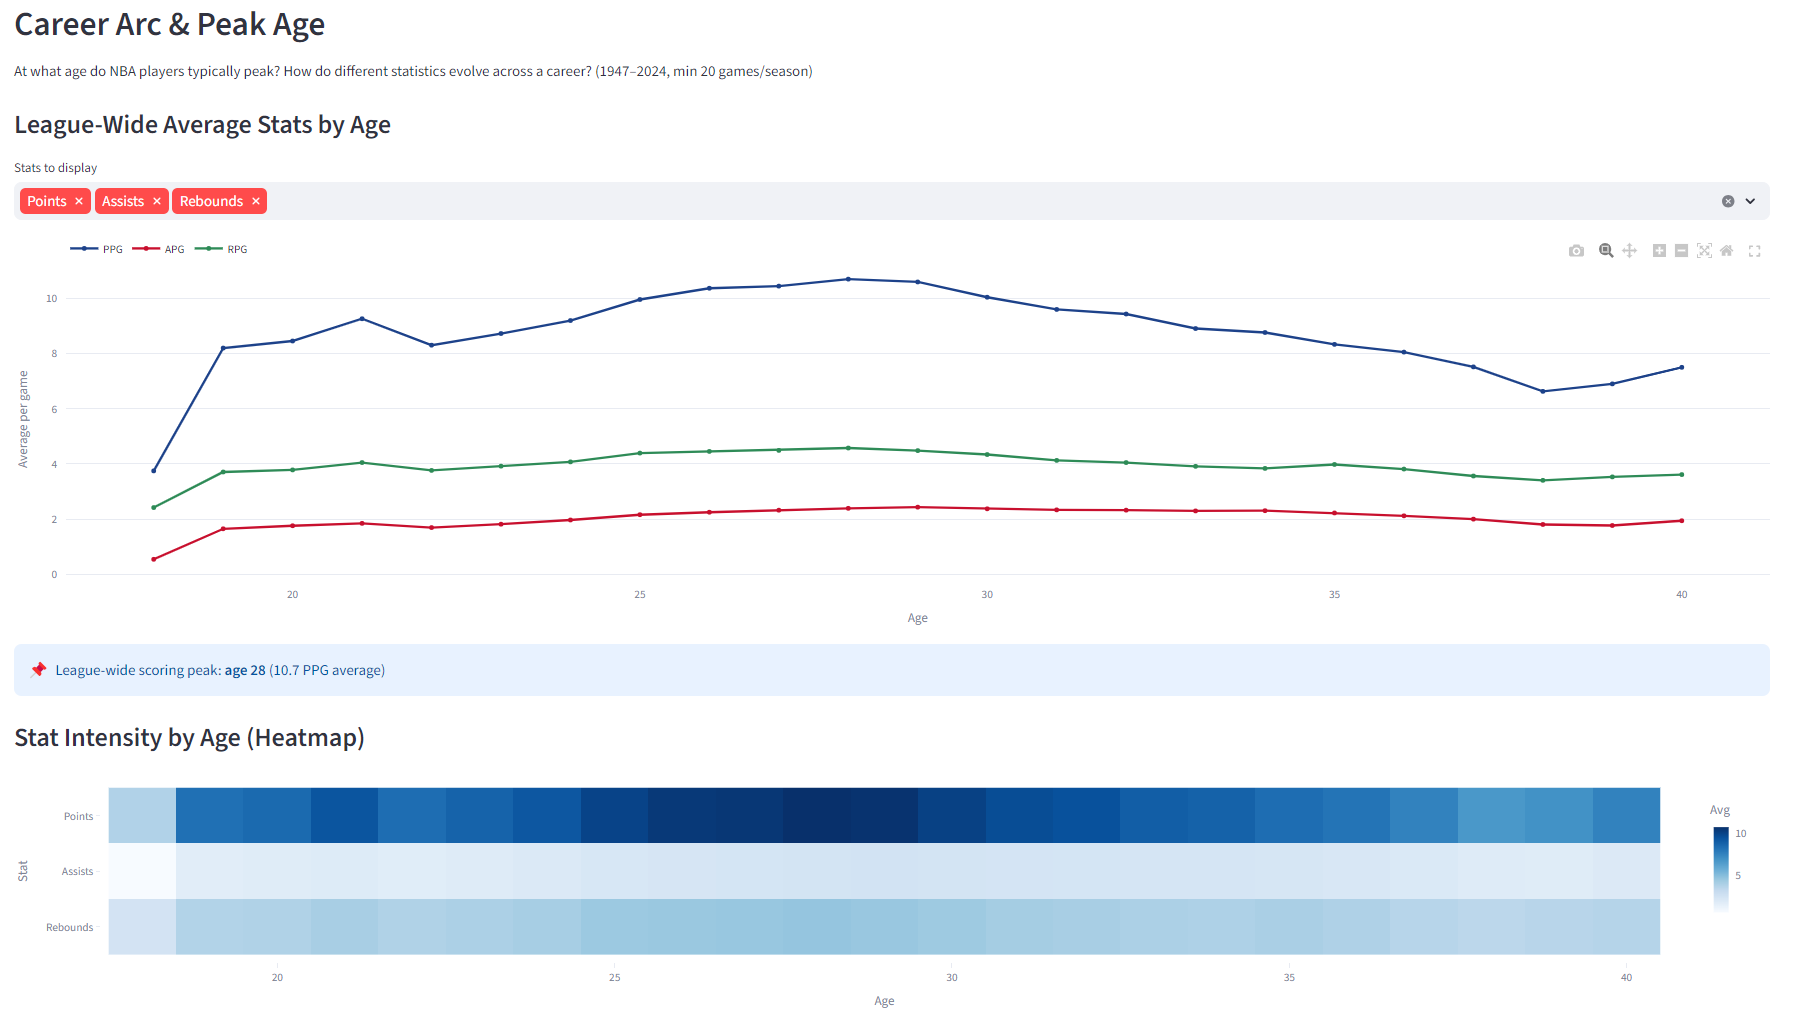 Career Arc & Peak Age
At what age do NBA players typically peak? How do different statistics evolve across a career? (1947–2024, min 20 games/season)
League-Wide Average Stats by Age
Stats to display
Points × Assists × Rebounds ×
PPG APG RPG
10
8
6
4
2
0
Average per game
20 25 30 35 40
Age
📌 League-wide scoring peak: age 28 (10.7 PPG average)
Stat Intensity by Age (Heatmap)
Points
Assists
Rebounds
Stat
20 25 30 35 40
Age
Avg
10
5